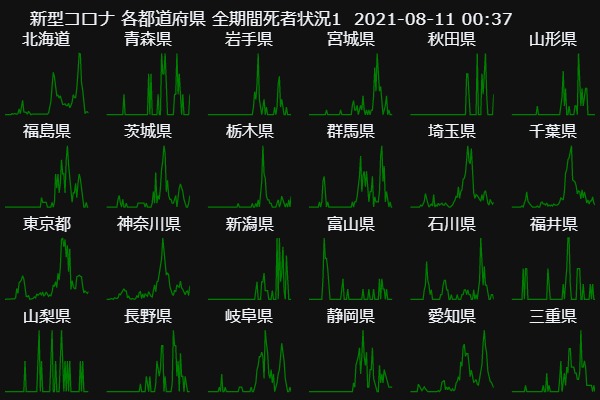 新型コロナ 各都道府県 全期間死者状況1 2021-08-11 00:37
北海道 青森県 岩手県 宮城県 秋田県 山形県
福島県 茨城県 栃木県 群馬県 埼玉県 千葉県
東京都 神奈川県 新潟県 富山県 石川県 福井県
山梨県 長野県 岐阜県 静岡県 愛知県 三重県